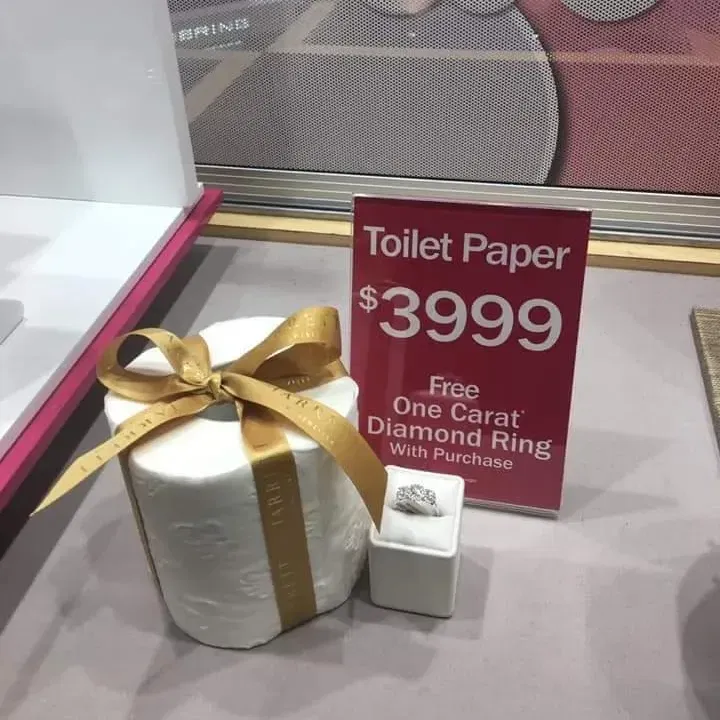 Toilet Paper
$3999
Free
One Carat*
Diamond Ring
With Purchase